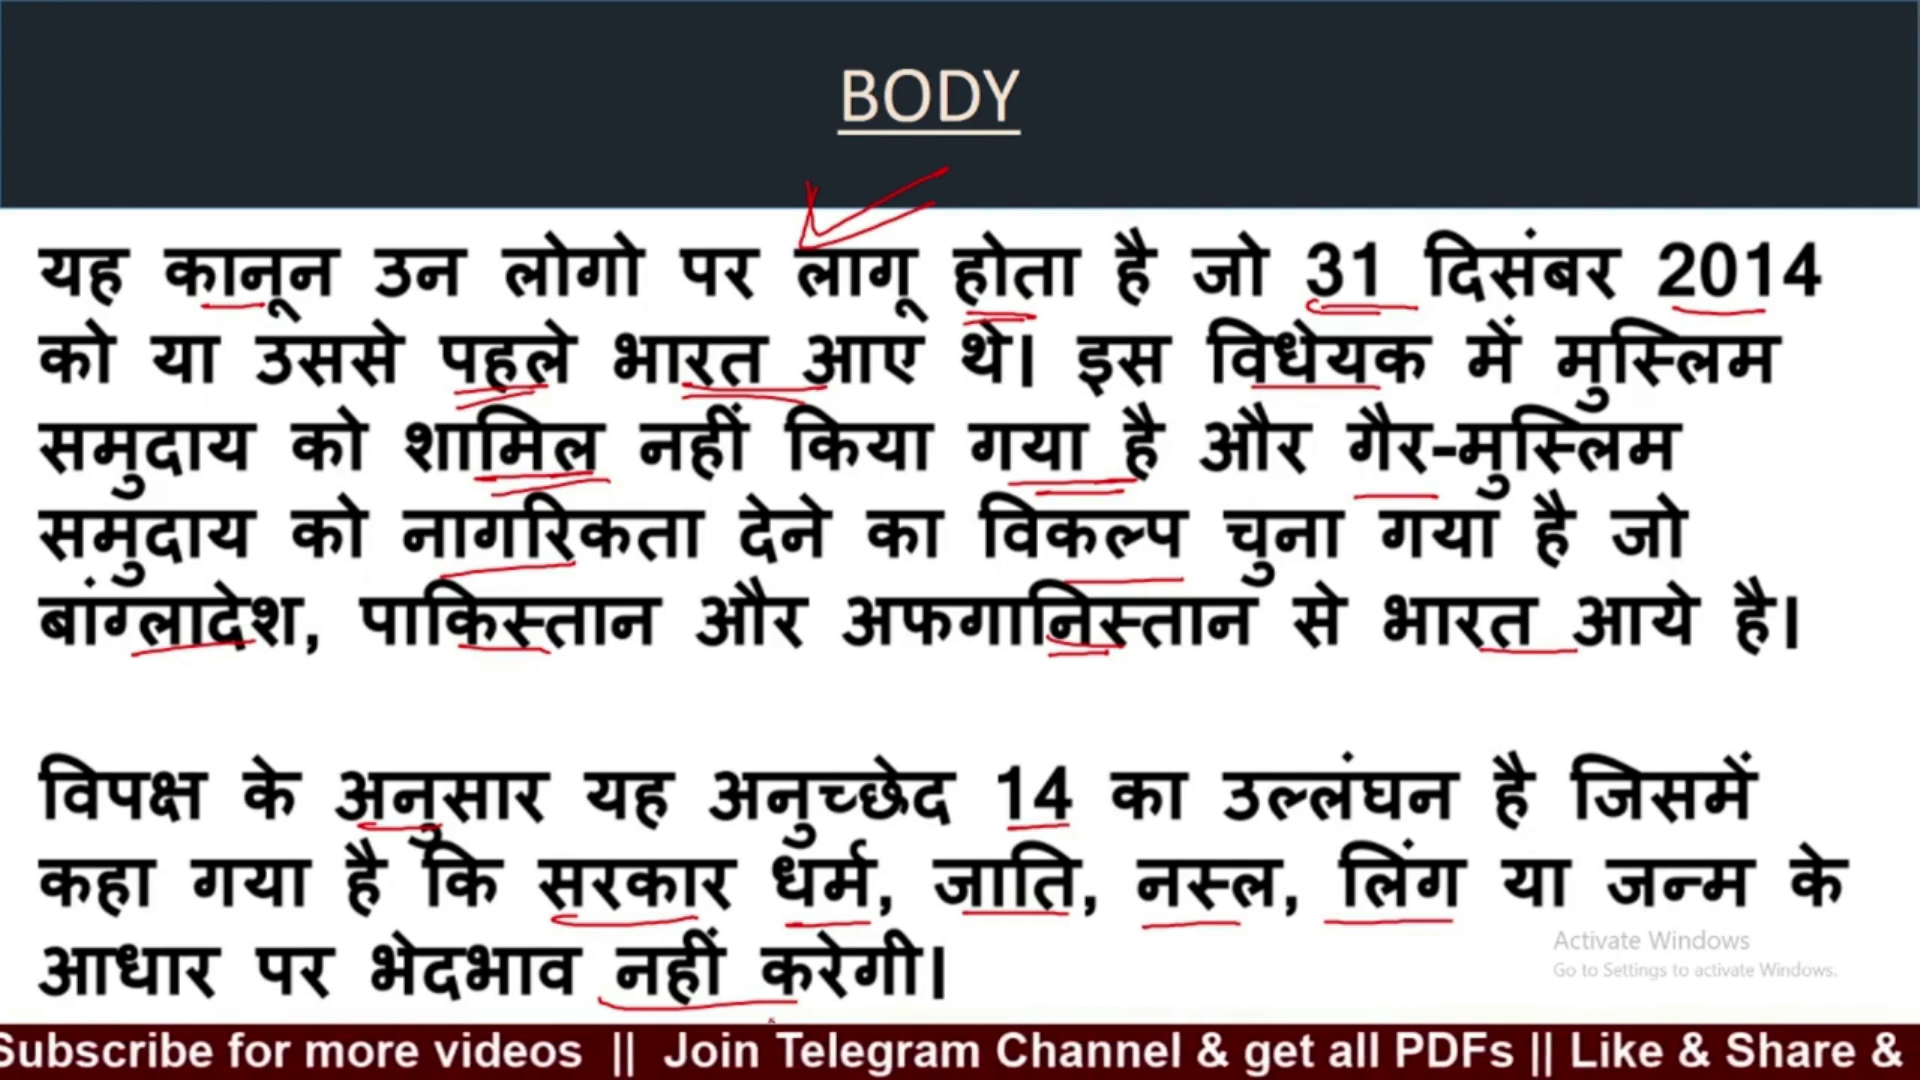 BODY
यह कानून उन लोगो पर लागू होता है जो 31 दिसंबर 2014
को या उससे पहले भारत आए थे। इस विधेयक में मुस्लिम
समुदाय को शामिल नहीं किया गया है और गैर-मुस्लिम
समुदाय को नागरिकता देने का विकल्प चुना गया है जो
बांग्लादेश, पाकिस्तान और अफगानिस्तान से भारत आये है।
विपक्ष के अनुसार यह अनुच्छेद 14 का उल्लंघन है जिसमें
कहा गया है कि सरकार धर्म, जाति, नस्ल, लिंग या जन्म के
आधार पर भेदभाव नहीं करेगी।
Activate Windows
Go to Settings to activate Windows.
Subscribe for more videos || Join Telegram Channel & get all PDFs || Like & Share &